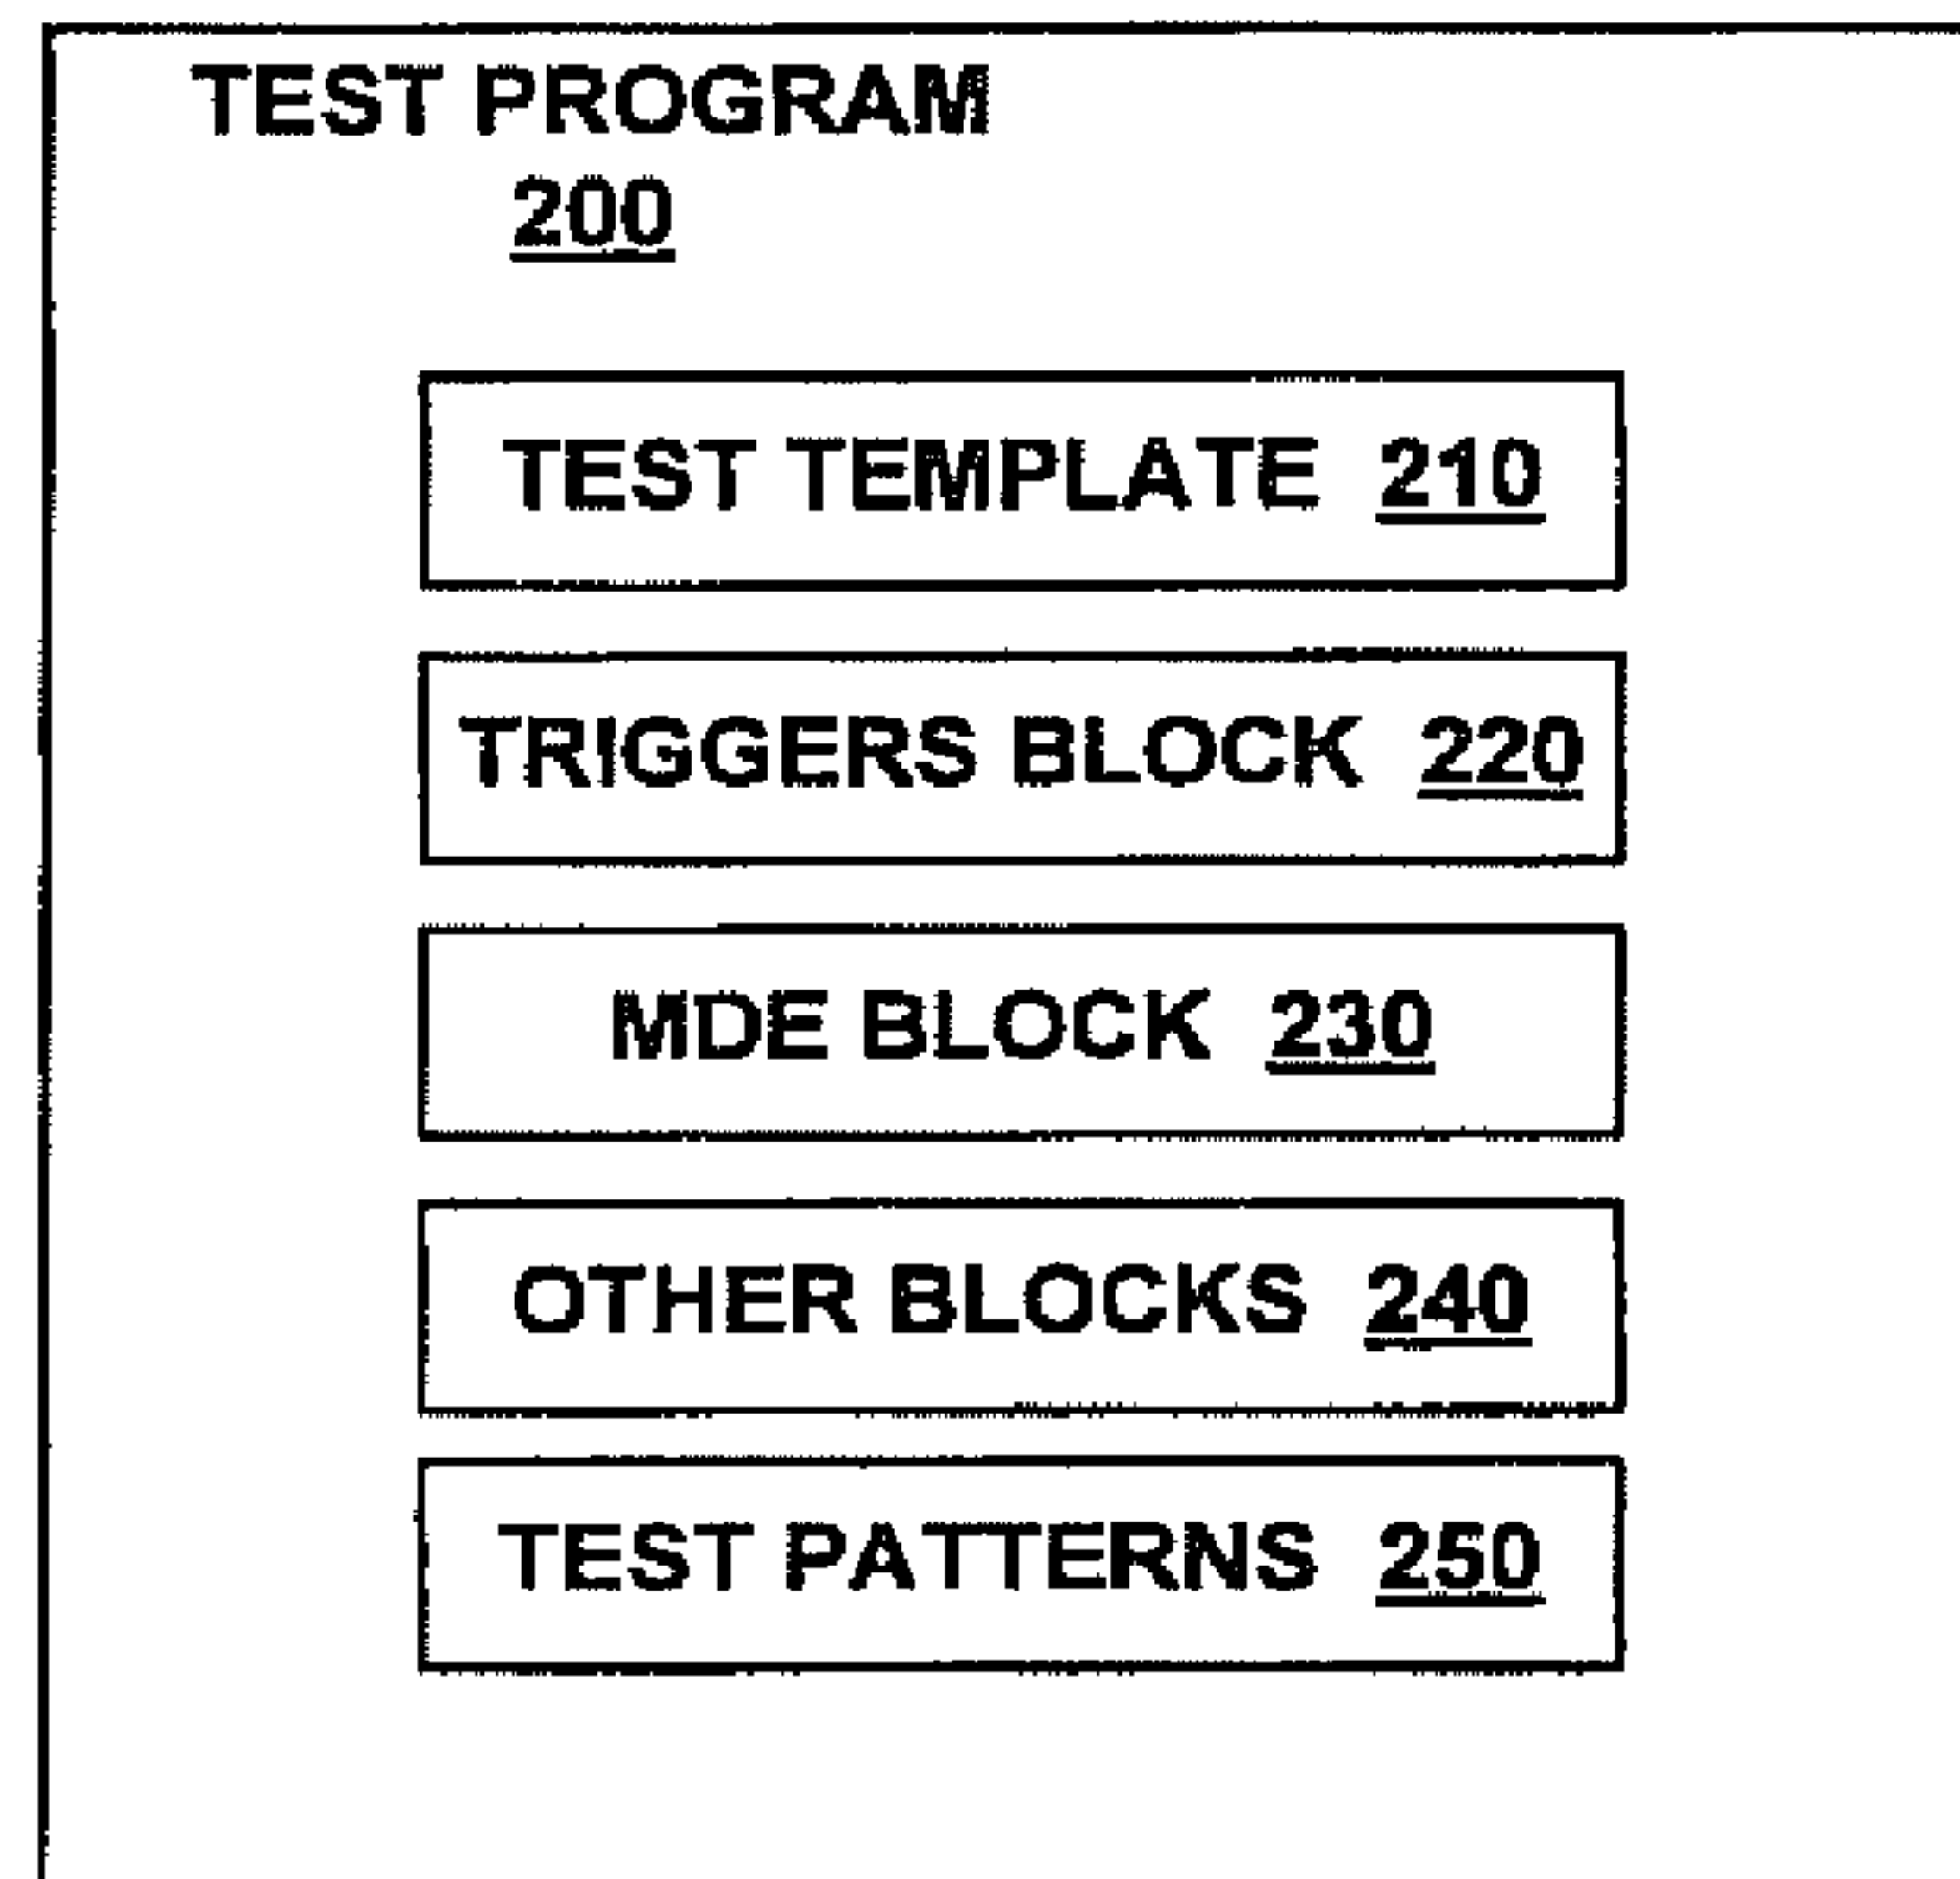 TEST PROGRAM
200
TEST TEMPLATE 210
TRIGGERS BLOCK 220
MDE BLOCK 230
OTHER BLOCKS 240
TEST PATTERNS 250